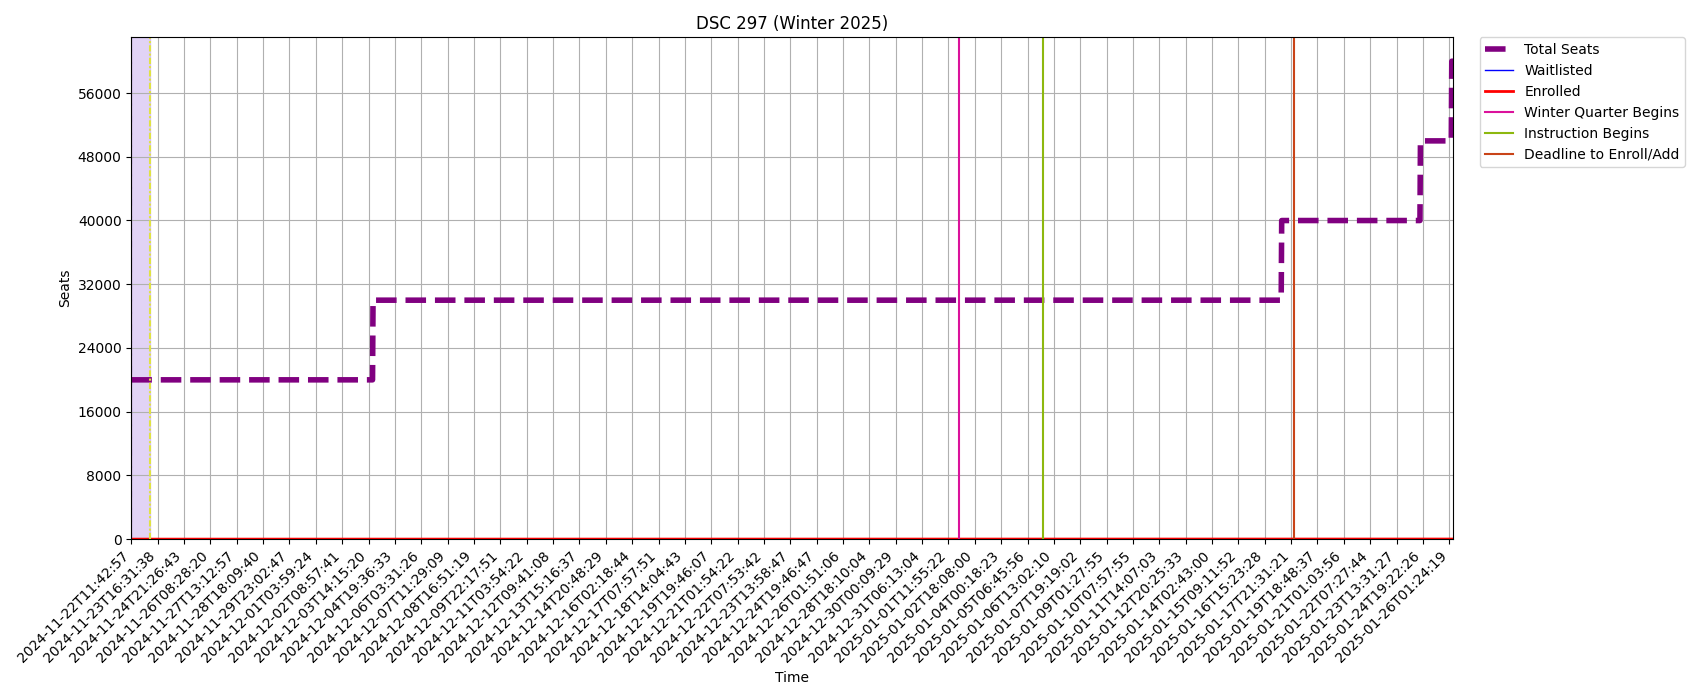 DSC 297 (Winter 2025)
Total Seats
Waitlisted
Enrolled
Winter Quarter Begins
Instruction Begins
Deadline to Enroll/Add
Seats
56000
48000
40000
32000
24000
16000
8000
0
2024-11-22T11:42:57
2024-11-23T16:31:38
2024-11-24T21:26:43
2024-11-26T08:28:20
2024-11-27T13:12:57
2024-11-28T18:09:40
2024-11-29T23:02:47
2024-12-01T03:59:24
2024-12-02T08:57:41
2024-12-03T14:15:20
2024-12-04T19:36:33
2024-12-06T03:31:26
2024-12-07T11:29:09
2024-12-08T16:51:19
2024-12-09T22:17:51
2024-12-11T03:54:22
2024-12-12T09:41:08
2024-12-13T15:16:37
2024-12-14T20:48:29
2024-12-16T02:18:44
2024-12-17T07:57:51
2024-12-18T14:04:43
2024-12-19T19:46:07
2024-12-21T01:54:22
2024-12-22T07:53:42
2024-12-23T13:58:47
2024-12-24T19:46:47
2024-12-26T01:51:06
2024-12-28T18:10:04
2024-12-30T00:09:29
2024-12-31T06:13:04
2025-01-01T11:55:22
2025-01-02T18:08:00
2025-01-04T00:18:23
2025-01-05T06:45:56
2025-01-06T13:02:10
2025-01-07T19:19:02
2025-01-09T01:27:55
2025-01-10T07:57:55
2025-01-11T14:07:03
2025-01-12T20:25:33
2025-01-14T02:43:00
2025-01-15T09:11:52
2025-01-16T15:23:28
2025-01-17T21:31:21
2025-01-19T18:48:37
2025-01-21T01:03:56
2025-01-22T07:27:44
2025-01-23T13:31:27
2025-01-24T19:22:26
2025-01-26T01:24:19
Time